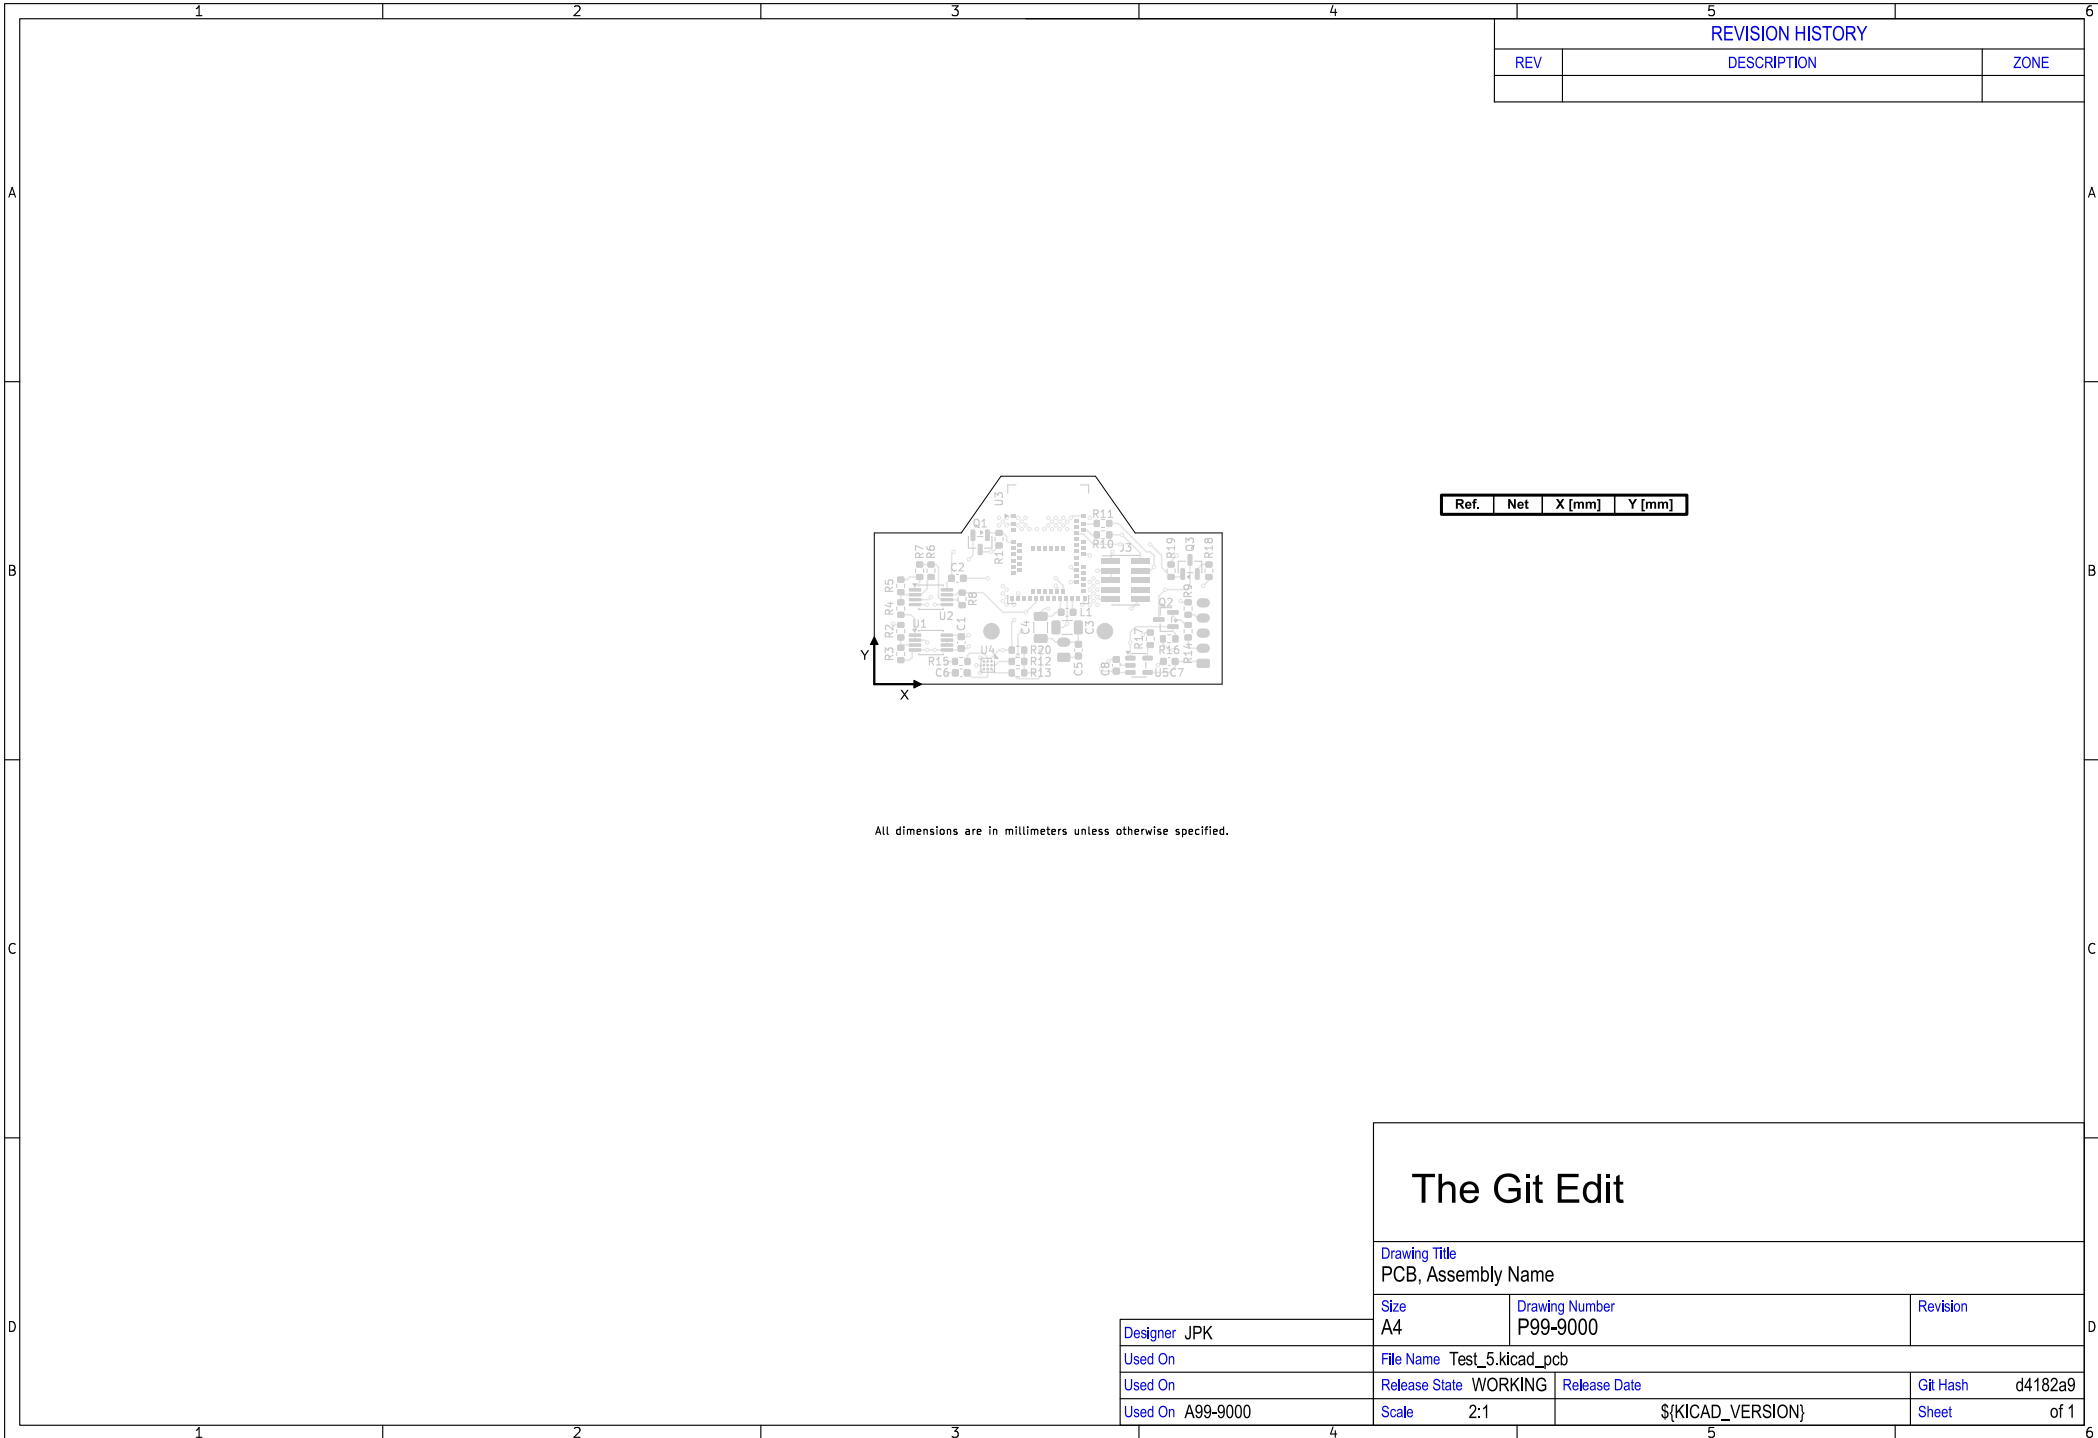 1 2 3 4 5 6
REVISION HISTORY
REV DESCRIPTION ZONE
A A
U3
R11
Q1
R1
R10
J3
R19
Q3
R18
R7
R6
C2
Ref. Net X [mm] Y [mm]
B B
R5
R8
R9
R4
U2
L1
Q2
U1
C1
C4
C3
R2
R17
R3
U4
R20
R16
R14
Y
R15
R12
C5
C8
C6
R13
U5C7
X
All dimensions are in millimeters unless otherwise specified.
C C
The Git Edit
Drawing Title
PCB, Assembly Name
Size Drawing Number Revision
A4 P99-9000
D D
Designer JPK
Used On File Name Test_5.kicad_pcb
Used On Release State WORKING Release Date Git Hash d4182a9
Used On A99-9000 Scale 2:1 ${KICAD_VERSION} Sheet of 1
1 2 3 4 5 6